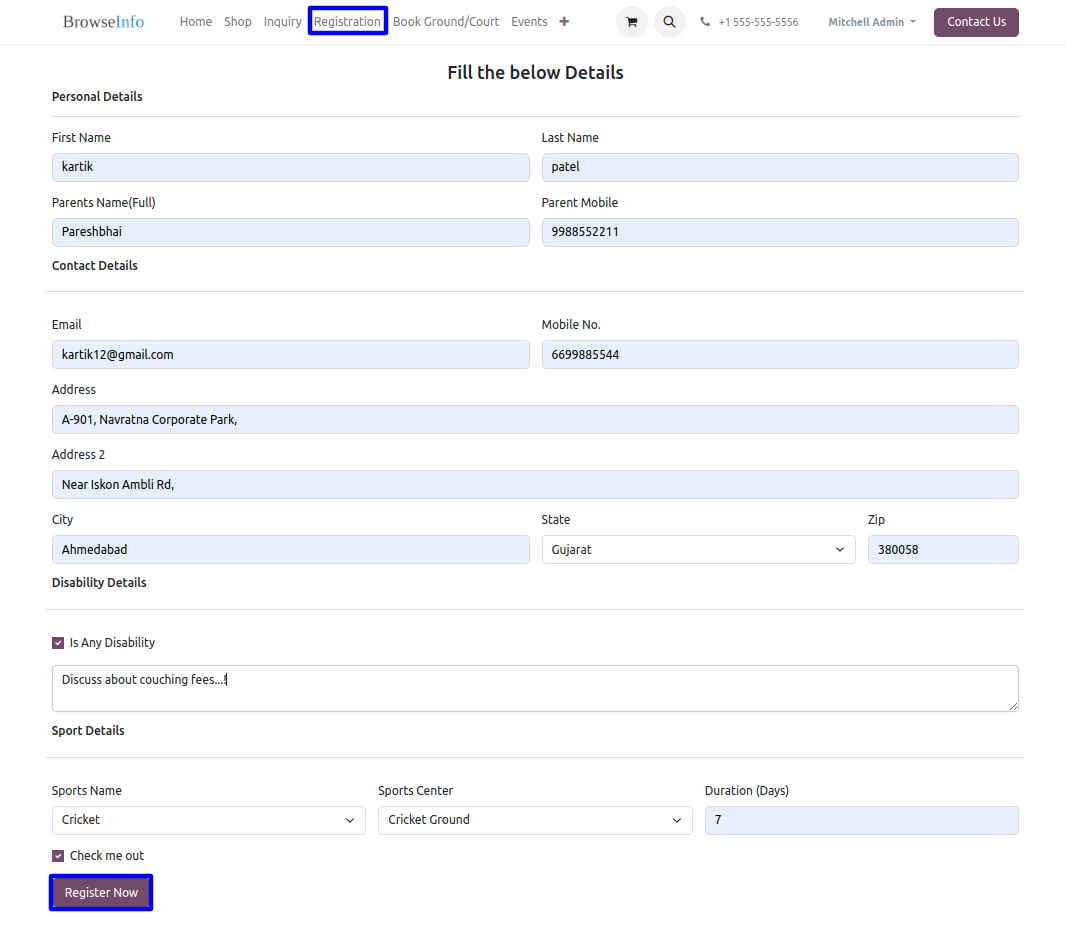 BrowseInfo Home Shop Inquiry Registration Book Ground/Court Events + +1 555-555-5556 Mitchell Admin Contact Us
Fill the below Details
Personal Details
First Name Last Name
kartik patel
Parents Name(Full) Parent Mobile
Pareshbhai 9988552211
Contact Details
Email Mobile No.
kartik12@gmail.com 6699885544
Address
A-901, Navratna Corporate Park,
Address 2
Near Iskon Ambli Rd,
City State Zip
Ahmedabad Gujarat 380058
Disability Details
Is Any Disability
Discuss about couching fees...!
Sport Details
Sports Name Sports Center Duration (Days)
Cricket Cricket Ground 7
Check me out
Register Now